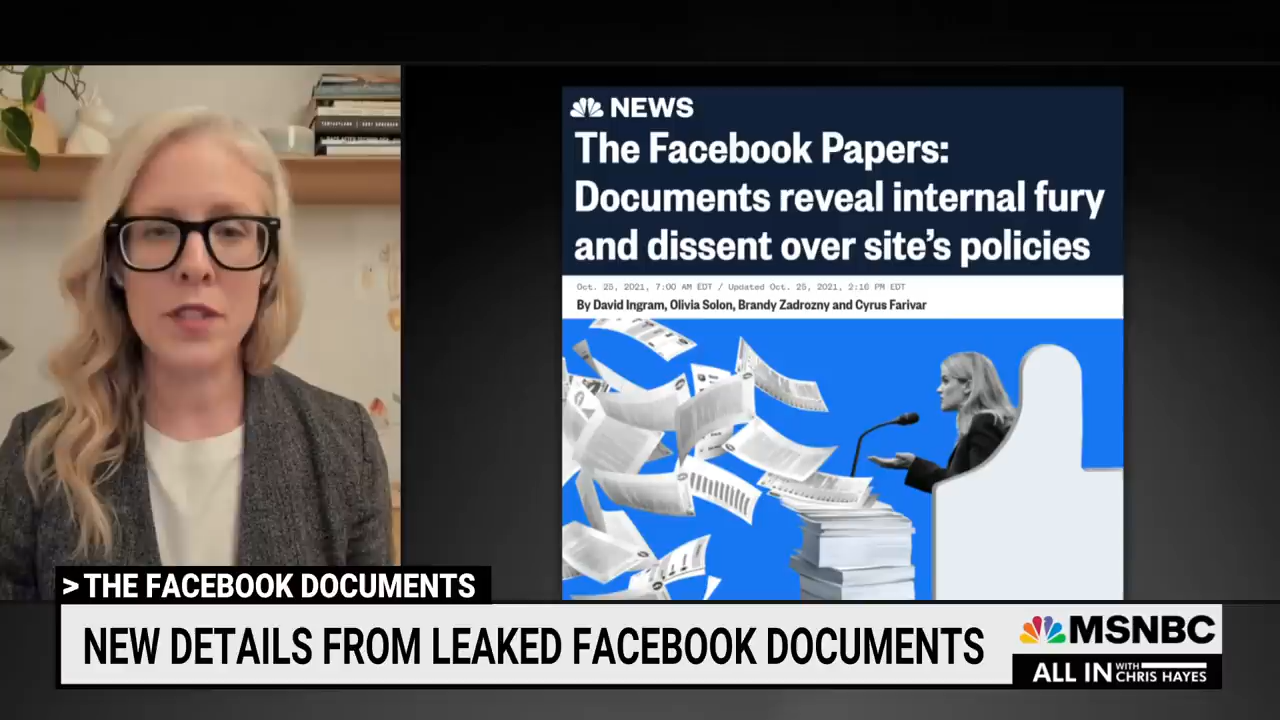 NEWS
The Facebook Papers:
Documents reveal internal fury
and dissent over site's policies
Oct. 25, 2021, 7:00 AM EDT / Updated Oct. 25, 2021, 2:16 PM EDT
By David Ingram, Olivia Solon, Brandy Zadrozny and Cyrus Farivar
> THE FACEBOOK DOCUMENTS
NEW DETAILS FROM LEAKED FACEBOOK DOCUMENTS
MSNBC
ALL IN WITH CHRIS HAYES